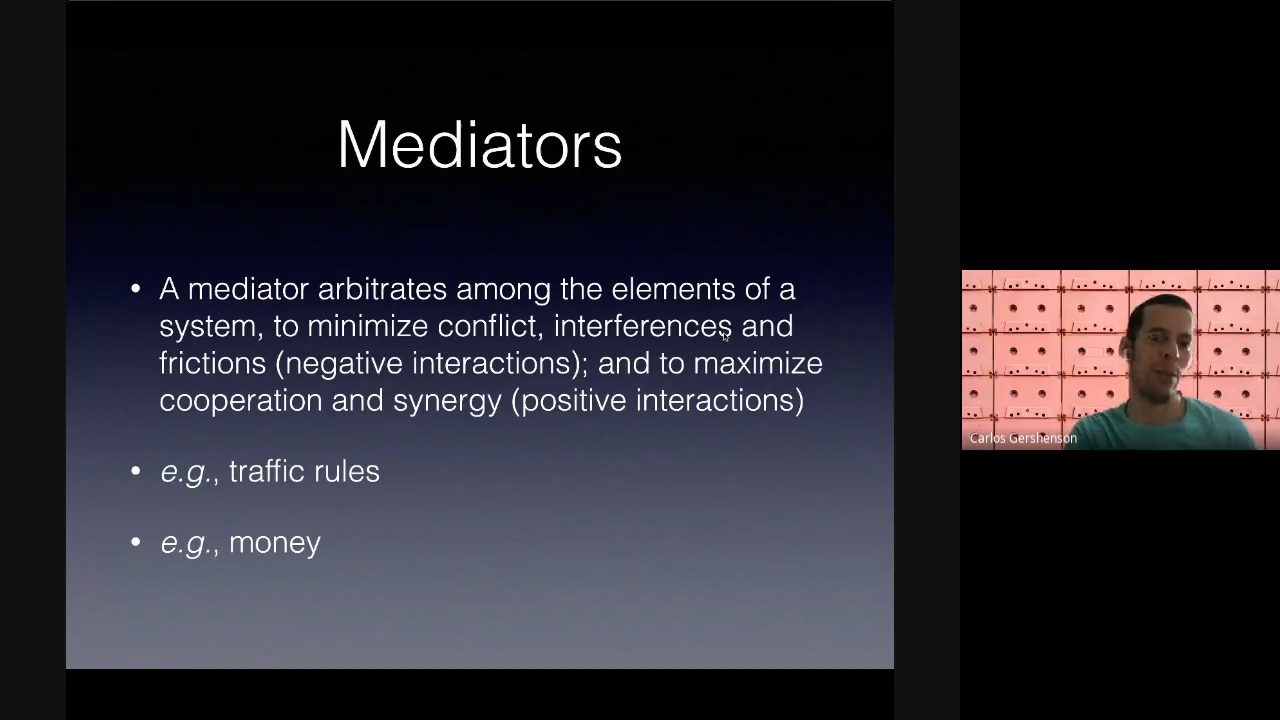 Mediators
• A mediator arbitrates among the elements of a
system, to minimize conflict, interferences and
frictions (negative interactions); and to maximize
cooperation and synergy (positive interactions)
• e.g., traffic rules
• e.g., money
Carlos Gershenson